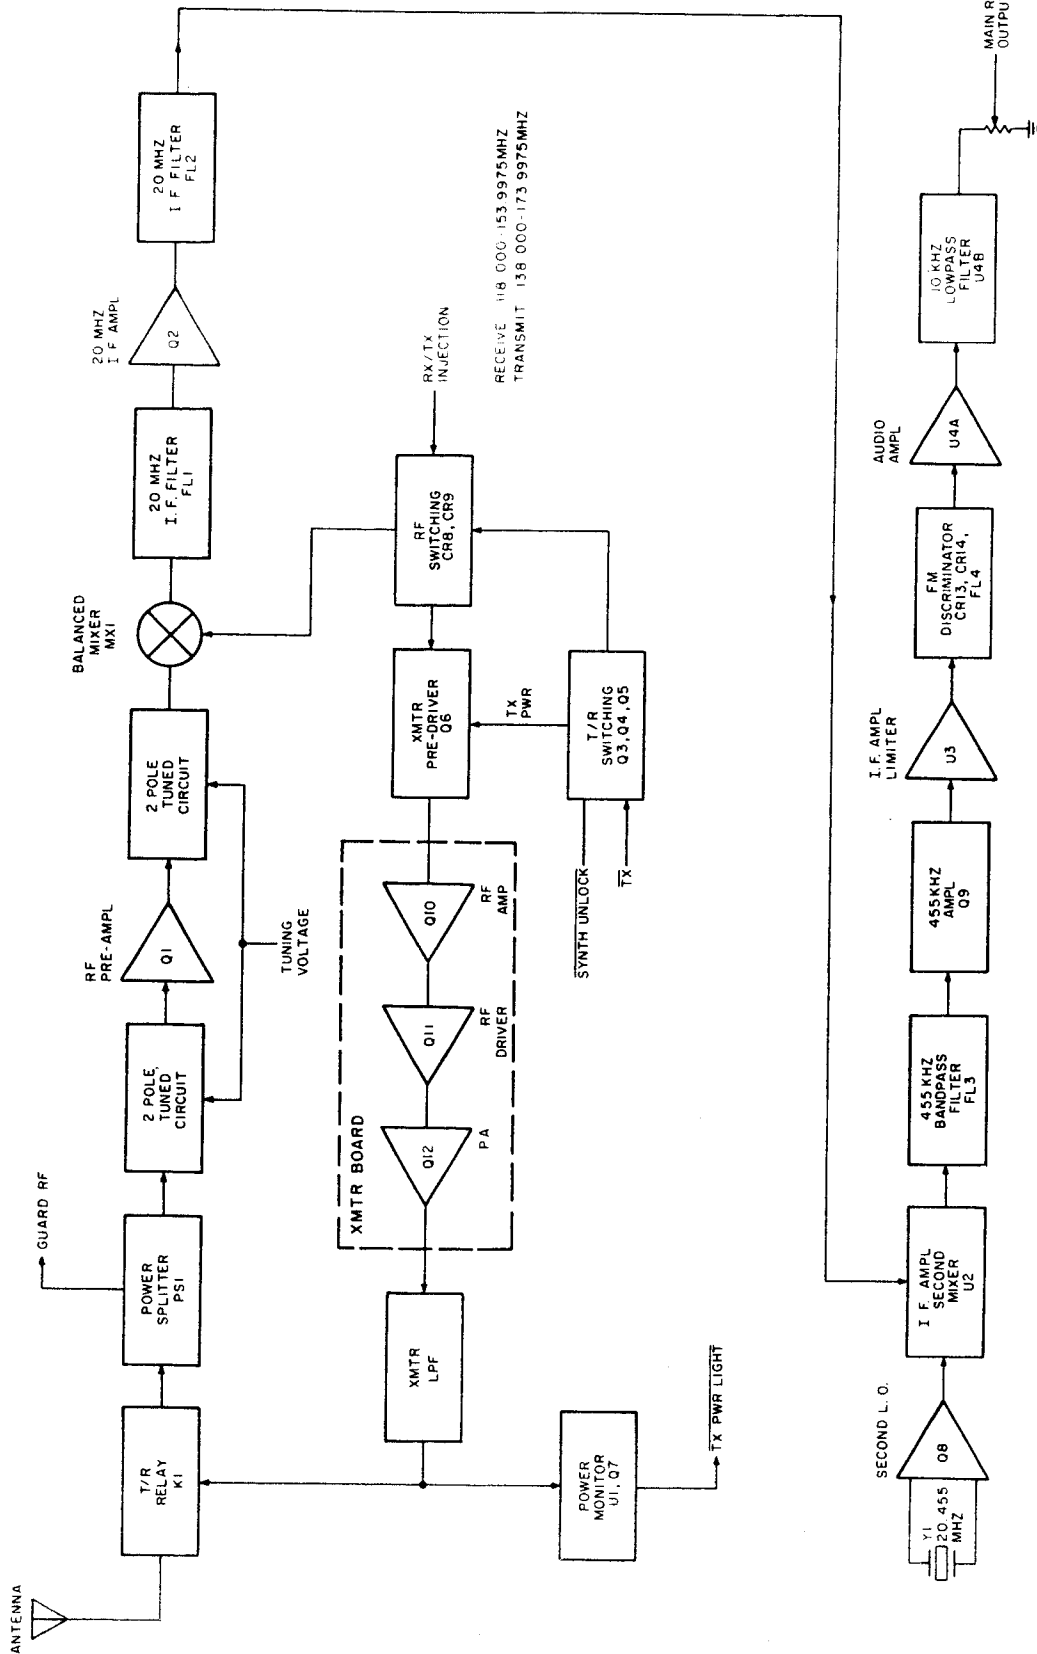 ANTENNA
T/R
RELAY
K1
POWER
SPLITTER
PS1
GUARD RF
2 POLE,
TUNED
CIRCUIT
RF
PRE-AMPL
Q1
TUNING
VOLTAGE
2 POLE
TUNED
CIRCUIT
BALANCED
MIXER
MX1
20 MHZ
I.F. FILTER
FL1
20 MHZ
I F AMPL
Q2
20 MHZ
I F FILTER
FL2
XMTR
LPF
XMTR BOARD
Q12
PA
Q11
RF
DRIVER
Q10
RF
AMP
XMTR
PRE-DRIVER
Q6
RF
SWITCHING
CR8, CR9
RX/TX
INJECTION
RECEIVE 118 000-153.9975MHZ
TRANSMIT 138 000-173 9975MHZ
POWER
MONITOR
U1, Q7
TX PWR LIGHT
SYNTH UNLOCK
TX
TX
PWR
T/R
SWITCHING
Q3, Q4, Q5
SECOND L.O.
Y1
20.455
MHZ
Q8
I F. AMPL
SECOND
MIXER
U2
455KHZ
BANDPASS
FILTER
FL3
455KHZ
AMPL
Q9
I.F. AMPL
LIMITER
U3
FM
DISCRIMINATOR
CR13, CR14,
FL4
AUDIO
AMPL
U4A
10 KHZ
LOWPASS
FILTER
U4B
MAIN R
OUTPU